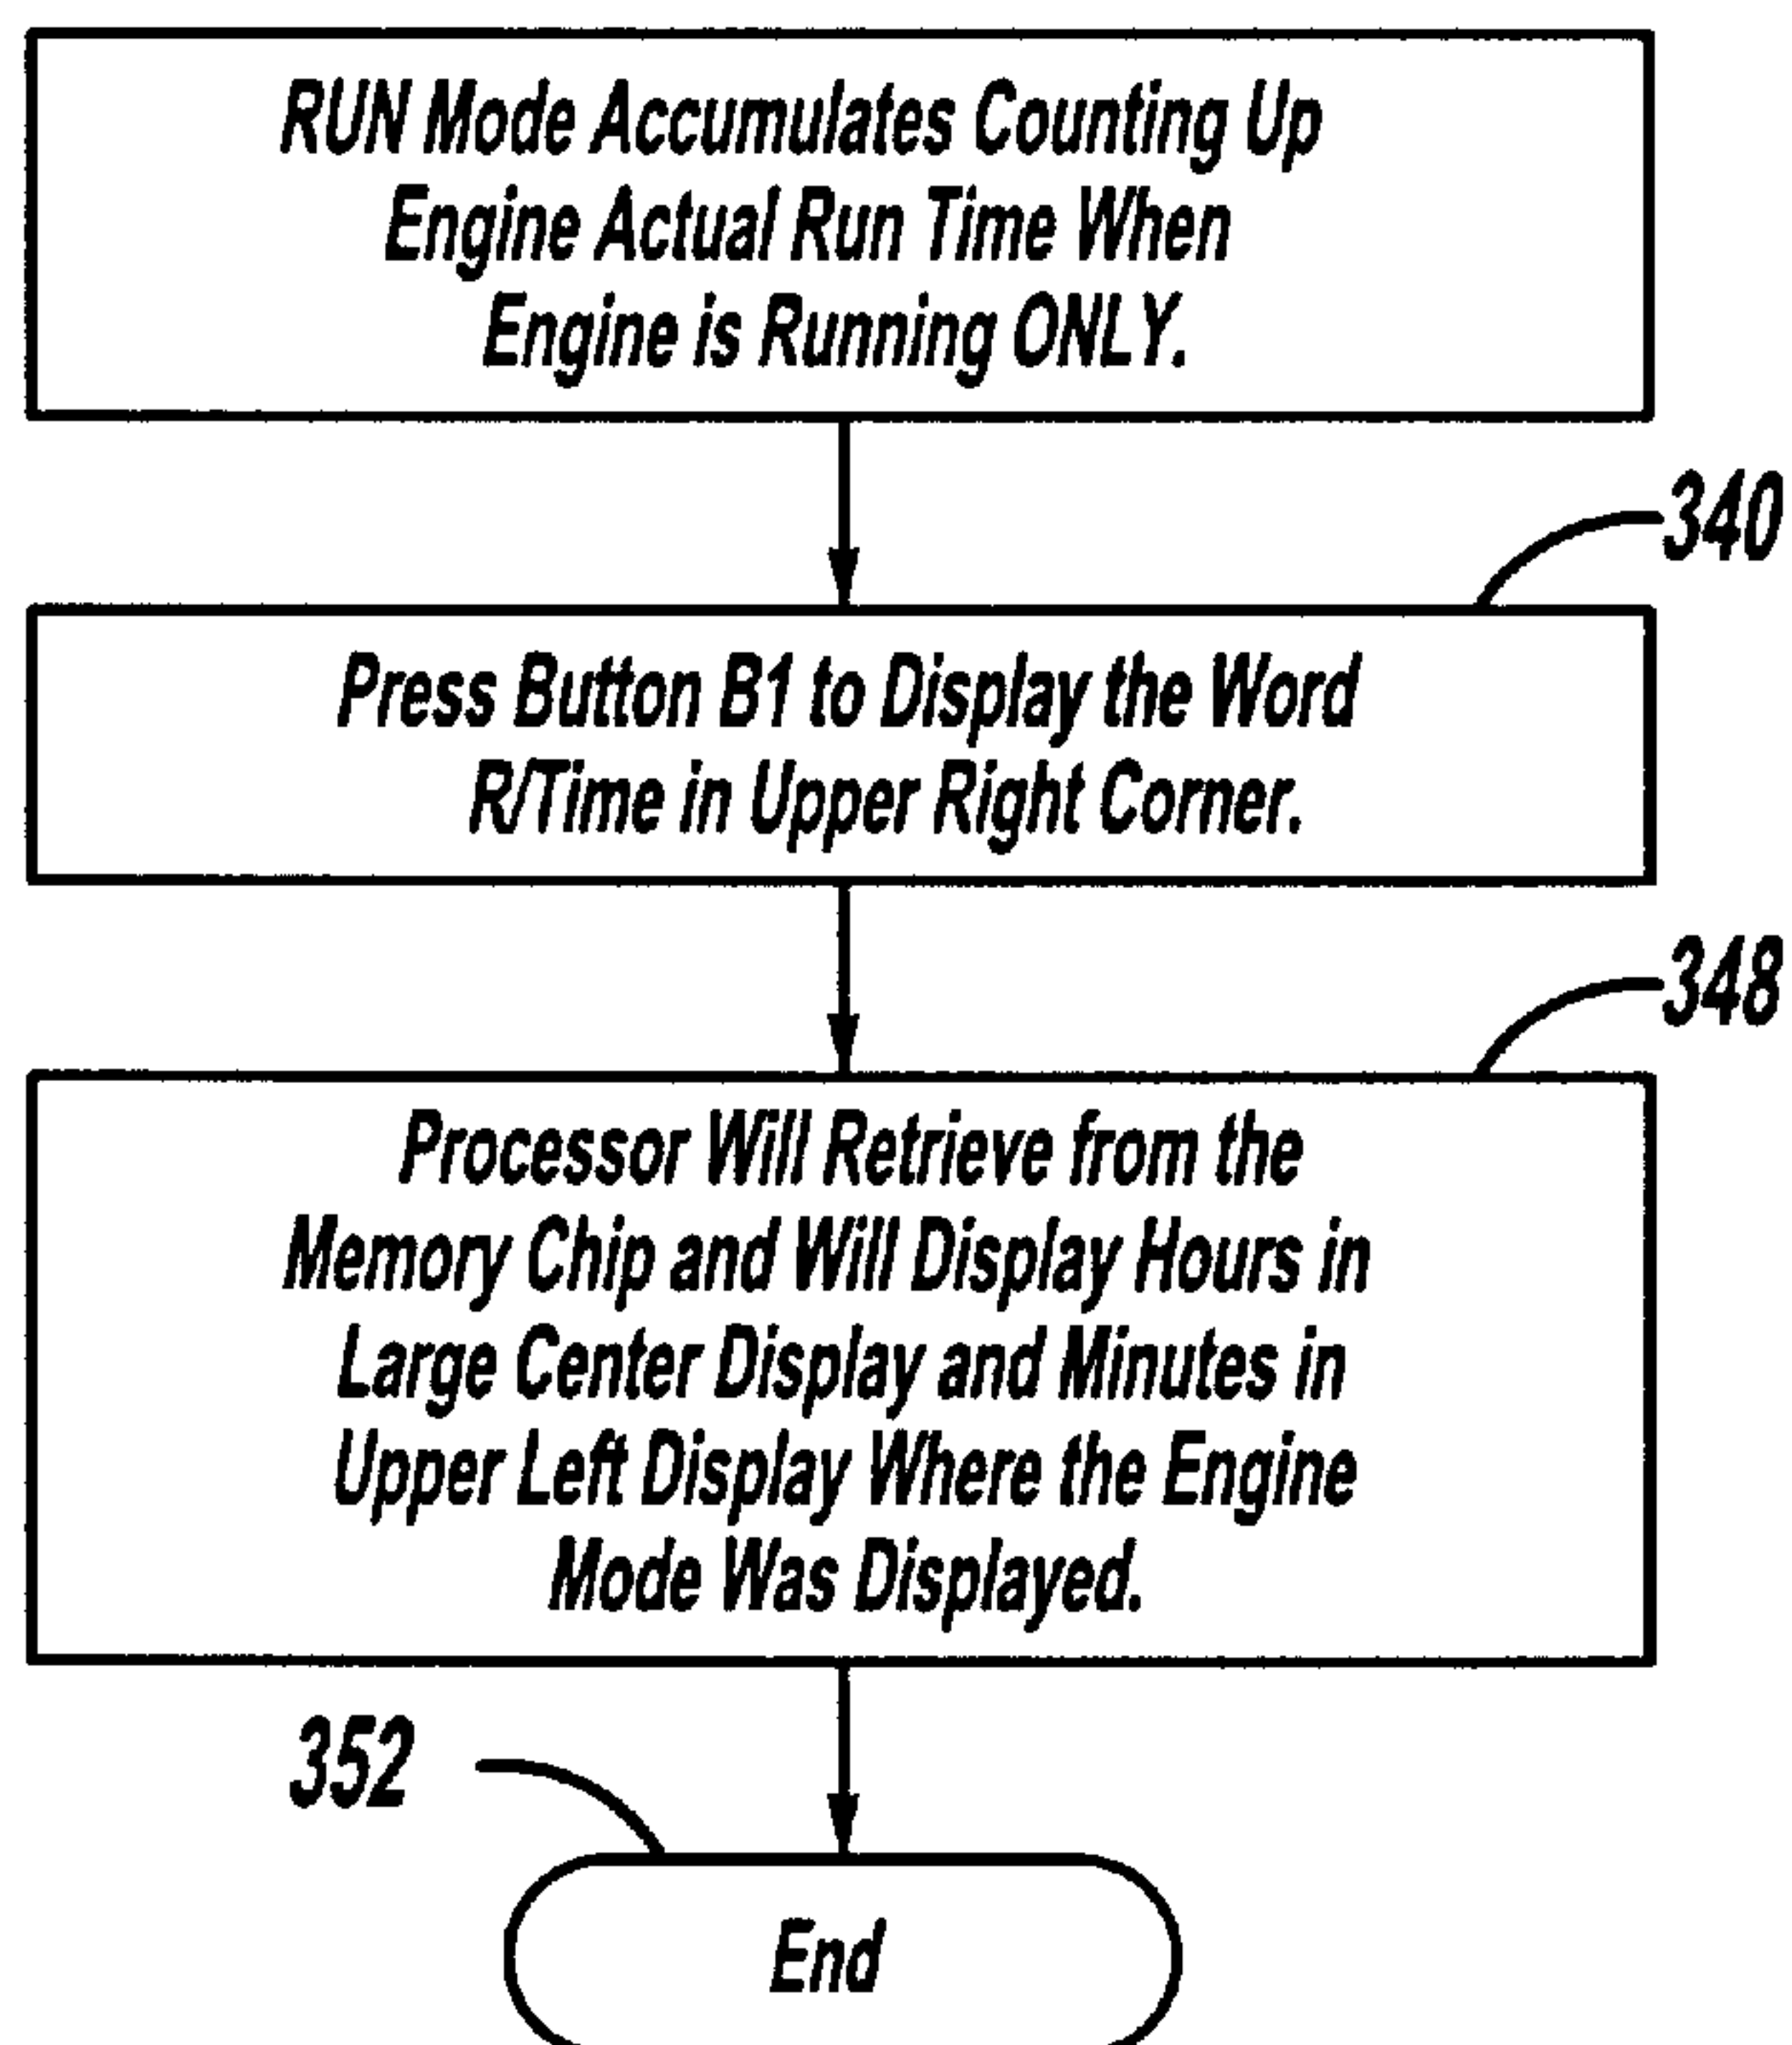 RUN Mode Accumulates Counting Up
Engine Actual Run Time When
Engine is Running ONLY.
340
Press Button B1 to Display the Word
R/Time in Upper Right Corner.
348
Processor Will Retrieve from the
Memory Chip and Will Display Hours in
Large Center Display and Minutes in
Upper Left Display Where the Engine
Mode Was Displayed.
352
End